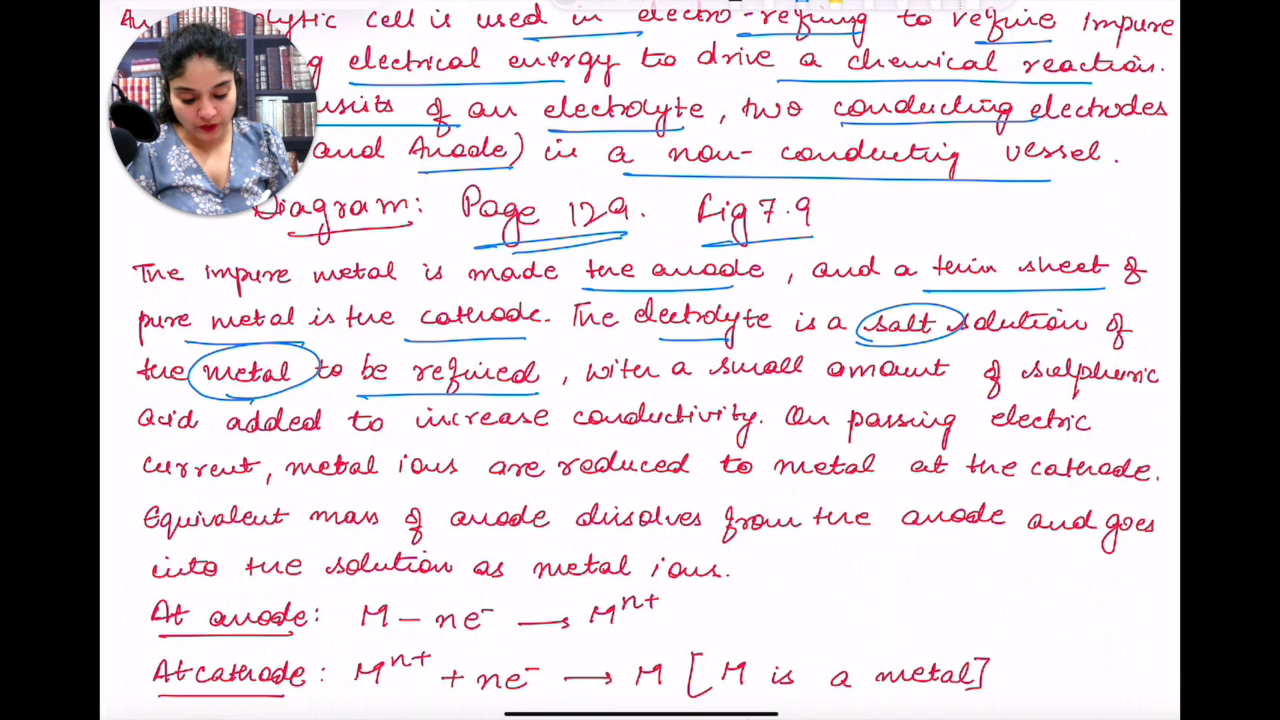 An lytic cell is used in electro-refining to refine impure
g electrical energy to drive a chemical reaction.
nsists of an electrolyte, two conducting electrodes
and Anode) in a non-conducting vessel.
Diagram: Page 129. Fig 7.9
The impure metal is made the anode, and a thin sheet of
pure metal is the cathode. The electrolyte is a salt solution of
the metal to be refined, with a small amount of sulphuric
acid added to increase conductivity. On passing electric
current, metal ions are reduced to metal at the cathode.
Equivalent mass of anode dissolves from the anode and goes
into the solution as metal ions.
At anode: M - ne⁻ → Mⁿ⁺
At cathode: Mⁿ⁺ + ne⁻ → M [M is a metal]